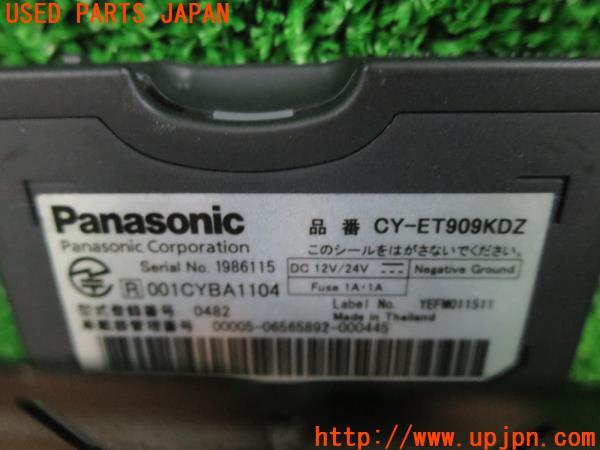 USED PARTS JAPAN
Panasonic
品 番 CY-ET909KDZ
Panasonic Corporation
このシールをはがさないでください。
Serial No. 1986115
DC 12V/24V
Negative Ground
R 001CYBA1104
Fuse 1A・1A
Label No. YEFM011511
Made in Thailand
型式登録番号 0482
車載器管理番号 00005-06565892-000445
UPJ
http://www.upjpn.com